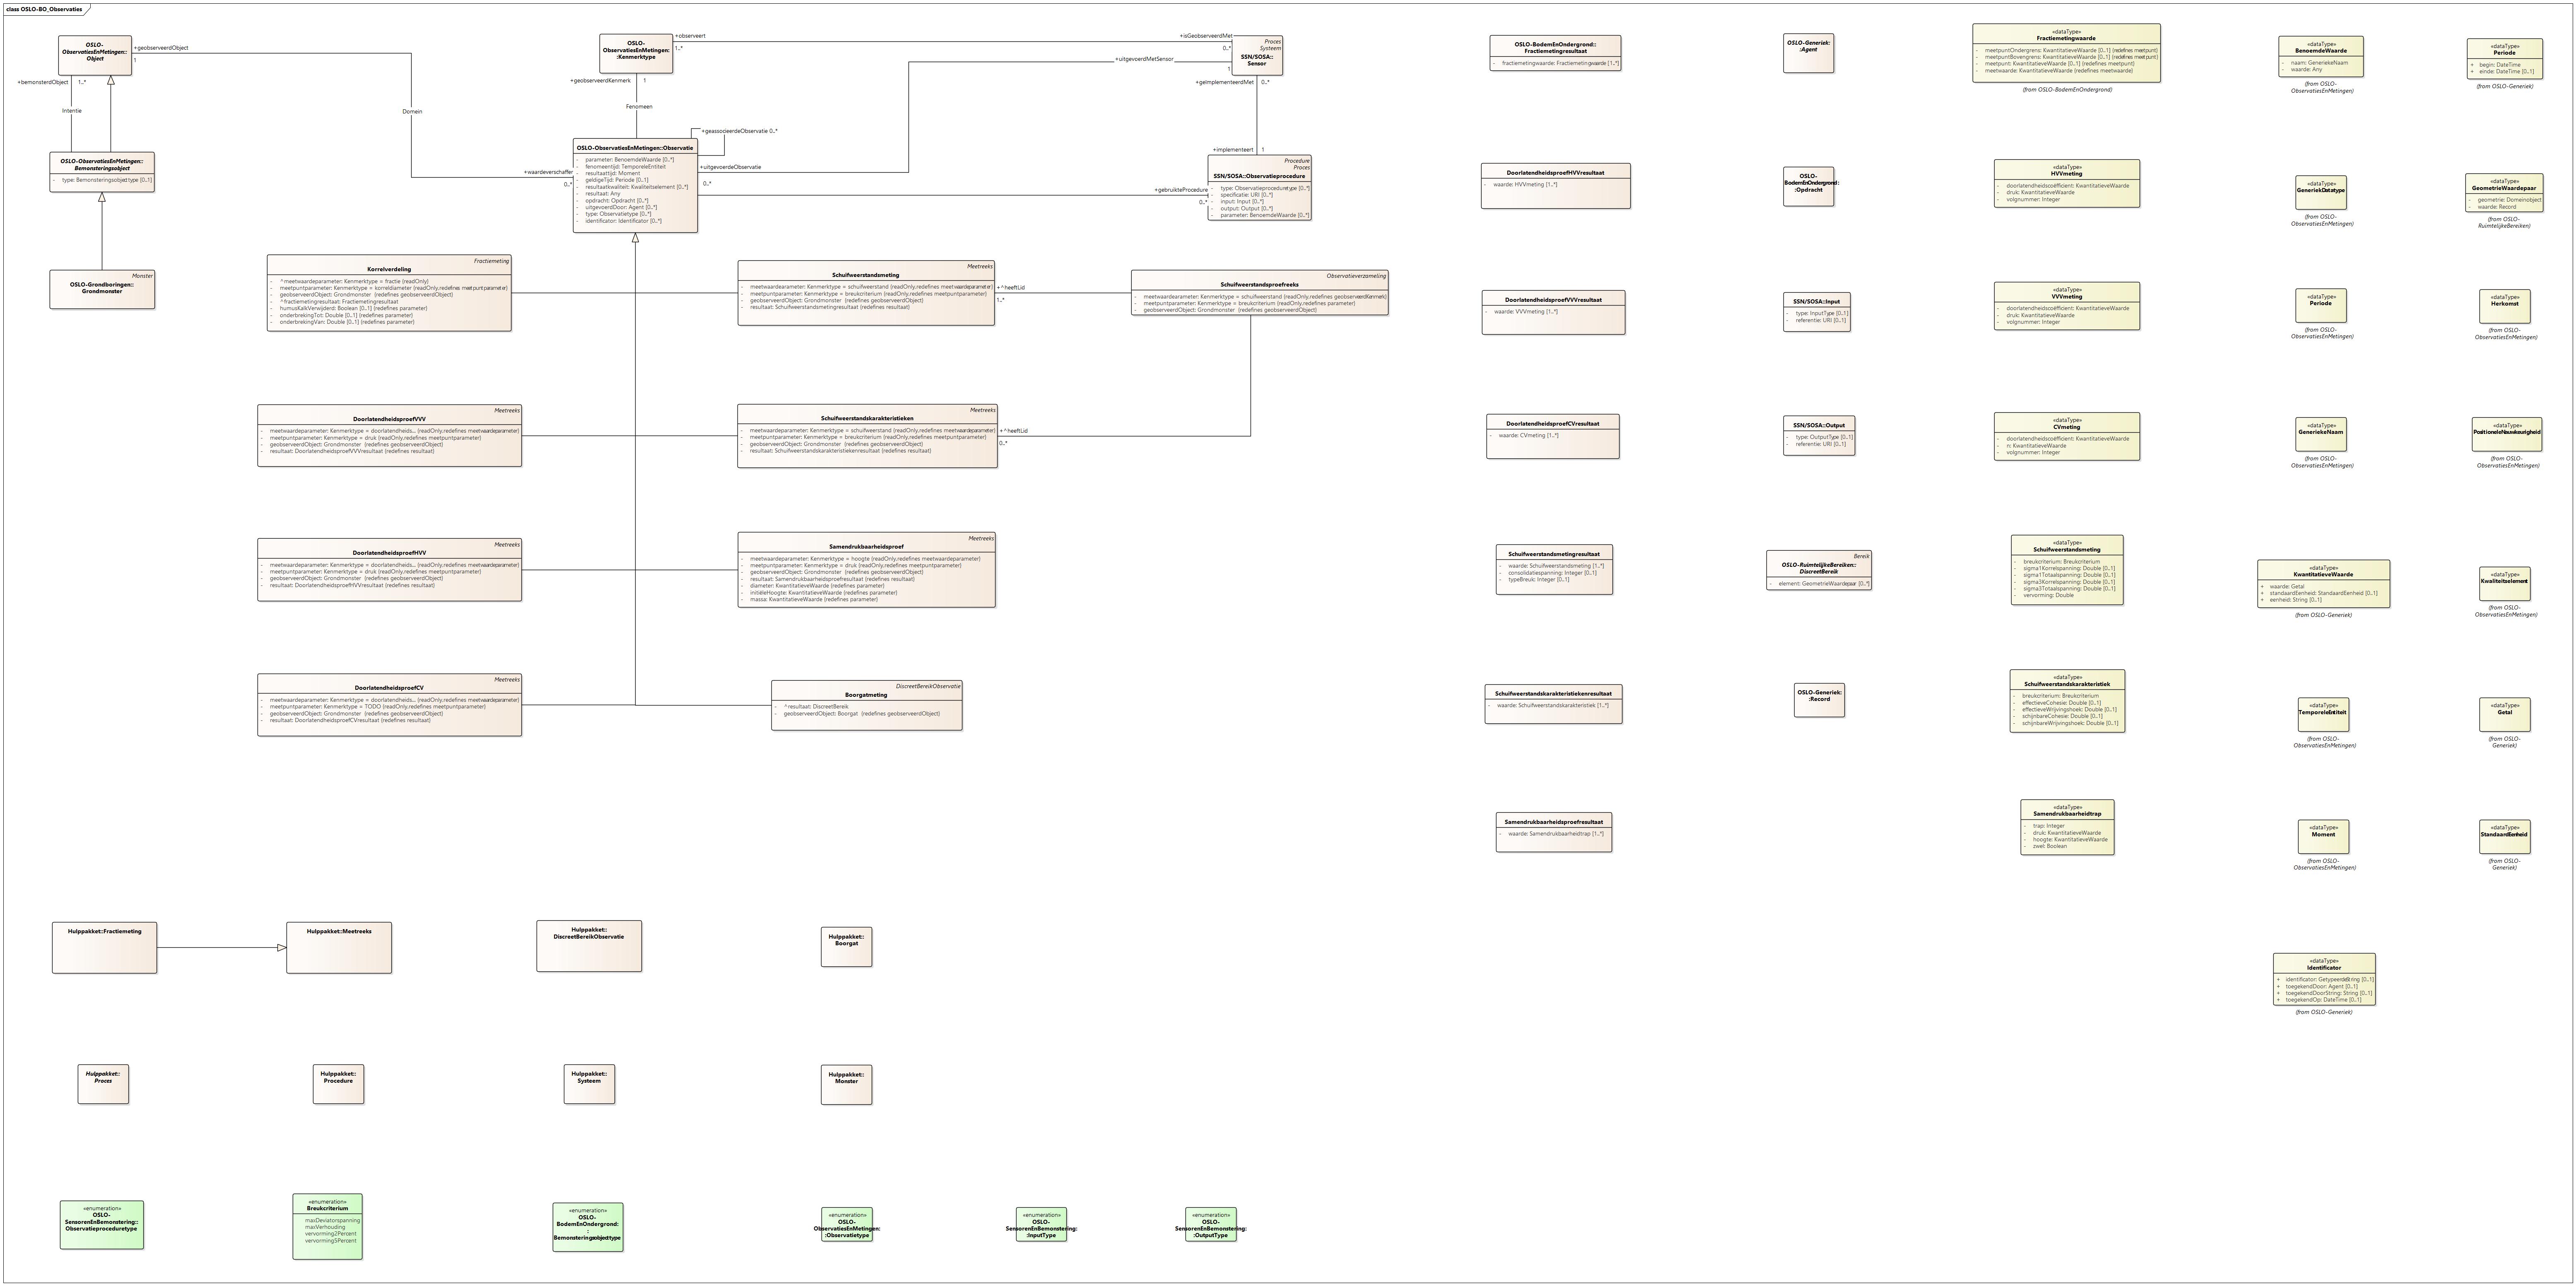 class OSLO-BO_Observaties
OSLO-
ObservatiesEnMetingen::
Object
+geobserveerdObject
1
+bemonsterdObject
1..*
Intentie
Domein
OSLO-ObservatiesEnMetingen::
Bemonsteringsobject
- type: Bemonsteringsobjecttype [0..1]
Monster
OSLO-Grondboringen::
Grondmonster
OSLO-
ObservatiesEnMetingen:
:Kenmerktype
+observeert
1..*
+isGeobserveerdMet
0..*
+geobserveerdKenmerk
1
Fenomeen
+uitgevoerdMetSensor
1
Proces
Systeem
SSN/SOSA::
Sensor
+geïmplementeerdMet
0..*
+implementeert
1
+geassocieerdeObservatie 0..*
+uitgevoerdeObservatie
0..*
+waardeverschaffer
0..*
OSLO-ObservatiesEnMetingen::Observatie
- parameter: BenoemdeWaarde [0..*]
- fenomeentijd: TemporeleEntiteit
- resultaattijd: Moment
- geldigeTijd: Periode [0..1]
- resultaatkwaliteit: Kwaliteitselement [0..*]
- resultaat: Any
- opdracht: Opdracht [0..*]
- uitgevoerdDoor: Agent [0..*]
- type: Observatietype [0..*]
- identificator: Identificator [0..*]
+gebruikteProcedure
0..*
Procedure
Proces
SSN/SOSA::Observatieprocedure
- type: Observatieproceduretype [0..*]
- specificatie: URI [0..*]
- input: Input [0..*]
- output: Output [0..*]
- parameter: BenoemdeWaarde [0..*]
Fractiemeting
Korrelverdeling
- ^meetwaardeparameter: Kenmerktype = fractie {readOnly}
- meetpuntparameter: Kenmerktype = korreldiameter {readOnly,redefines meetpuntparameter}
- geobserveerdObject: Grondmonster {redefines geobserveerdObject}
- ^fractiemetingresultaat: Fractiemetingresultaat
- humusKalkVerwijderd: Boolean [0..1] {redefines parameter}
- onderbrekingTot: Double [0..1] {redefines parameter}
- onderbrekingVan: Double [0..1] {redefines parameter}
Meetreeks
Schuifweerstandsmeting
- meetwaardeparameter: Kenmerktype = schuifweerstand {readOnly,redefines meetwaardeparameter}
- meetpuntparameter: Kenmerktype = breukcriterium {readOnly,redefines meetpuntparameter}
- geobserveerdObject: Grondmonster {redefines geobserveerdObject}
- resultaat: Schuifweerstandsmetingresultaat {redefines resultaat}
+^heeftLid
1..*
Observatieverzameling
Schuifweerstandsproefreeks
- meetwaardeparameter: Kenmerktype = schuifweerstand {readOnly,redefines geobserveerdKenmerk}
- meetpuntparameter: Kenmerktype = breukcriterium {readOnly,redefines parameter}
- geobserveerdObject: Grondmonster {redefines geobserveerdObject}
Meetreeks
DoorlatendheidsproefVVV
- meetwaardeparameter: Kenmerktype = doorlatendheids... {readOnly,redefines meetwaardeparameter}
- meetpuntparameter: Kenmerktype = druk {readOnly,redefines meetpuntparameter}
- geobserveerdObject: Grondmonster {redefines geobserveerdObject}
- resultaat: DoorlatendheidsproefVVVresultaat {redefines resultaat}
Meetreeks
Schuifweerstandskarakteristieken
- meetwaardeparameter: Kenmerktype = schuifweerstand {readOnly,redefines meetwaardeparameter}
- meetpuntparameter: Kenmerktype = breukcriterium {readOnly,redefines meetpuntparameter}
- geobserveerdObject: Grondmonster {redefines geobserveerdObject}
- resultaat: Schuifweerstandskarakteristiekenresultaat {redefines resultaat}
+^heeftLid
0..*
Meetreeks
DoorlatendheidsproefHVV
- meetwaardeparameter: Kenmerktype = doorlatendheids... {readOnly,redefines meetwaardeparameter}
- meetpuntparameter: Kenmerktype = druk {readOnly,redefines meetpuntparameter}
- geobserveerdObject: Grondmonster {redefines geobserveerdObject}
- resultaat: DoorlatendheidsproefHVVresultaat {redefines resultaat}
Meetreeks
Samendrukbaarheidsproef
- meetwaardeparameter: Kenmerktype = hoogte {readOnly,redefines meetwaardeparameter}
- meetpuntparameter: Kenmerktype = druk {readOnly,redefines meetpuntparameter}
- geobserveerdObject: Grondmonster {redefines geobserveerdObject}
- resultaat: Samendrukbaarheidsproefresultaat {redefines resultaat}
- diameter: KwantitatieveWaarde {redefines parameter}
- initiëleHoogte: KwantitatieveWaarde {redefines parameter}
- massa: KwantitatieveWaarde {redefines parameter}
Meetreeks
DoorlatendheidsproefCV
- meetwaardeparameter: Kenmerktype = doorlatendheids... {readOnly,redefines meetwaardeparameter}
- meetpuntparameter: Kenmerktype = TODO {readOnly,redefines meetpuntparameter}
- geobserveerdObject: Grondmonster {redefines geobserveerdObject}
- resultaat: DoorlatendheidsproefCVresultaat {redefines resultaat}
DiscreetBereikObservatie
Boorgatmeting
- ^resultaat: DiscreetBereik
- geobserveerdObject: Boorgat {redefines geobserveerdObject}
OSLO-BodemEnOndergrond::
Fractiemetingresultaat
- fractiemetingwaarde: Fractiemetingwaarde [1..*]
DoorlatendheidsproefHVVresultaat
- waarde: HVVmeting [1..*]
DoorlatendheidsproefVVVresultaat
- waarde: VVVmeting [1..*]
DoorlatendheidsproefCVresultaat
- waarde: CVmeting [1..*]
Schuifweerstandsmetingresultaat
- waarde: Schuifweerstandsmeting [1..*]
- consolidatiespanning: Integer [0..1]
- typeBreuk: Integer [0..1]
Schuifweerstandskarakteristiekenresultaat
- waarde: Schuifweerstandskarakteristiek [1..*]
Samendrukbaarheidsproefresultaat
- waarde: Samendrukbaarheidtrap [1..*]
OSLO-Generiek:
:Agent
OSLO-
BodemEnOndergrond:
:Opdracht
SSN/SOSA::Input
- type: InputType [0..1]
- referentie: URI [0..1]
SSN/SOSA::Output
- type: OutputType [0..1]
- referentie: URI [0..1]
Bereik
OSLO-RuimtelijkeBereiken::
DiscreetBereik
- element: GeometrieWaardepaar [0..*]
OSLO-Generiek:
:Record
«dataType»
Fractiemetingwaarde
- meetpuntOndergrens: KwantitatieveWaarde [0..1] {redefines meetpunt}
- meetpuntBovengrens: KwantitatieveWaarde [0..1] {redefines meetpunt}
- meetpunt: KwantitatieveWaarde [0..1] {redefines meetpunt}
- meetwaarde: KwantitatieveWaarde {redefines meetwaarde}
(from OSLO-BodemEnOndergrond)
«dataType»
HVVmeting
- doorlatendheidscoëfficiënt: KwantitatieveWaarde
- druk: KwantitatieveWaarde
- volgnummer: Integer
«dataType»
VVVmeting
- doorlatendheidscoëfficiënt: KwantitatieveWaarde
- druk: KwantitatieveWaarde
- volgnummer: Integer
«dataType»
CVmeting
- doorlatendheidscoëfficiënt: KwantitatieveWaarde
- n: KwantitatieveWaarde
- volgnummer: Integer
«dataType»
Schuifweerstandsmeting
- breukcriterium: Breukcriterium
- sigma1Korrelspanning: Double [0..1]
- sigma1Totaalspanning: Double [0..1]
- sigma3Korrelspanning: Double [0..1]
- sigma3Totaalspanning: Double [0..1]
- vervorming: Double
«dataType»
Schuifweerstandskarakteristiek
- breukcriterium: Breukcriterium
- effectieveCohesie: Double [0..1]
- effectieveWrijvingshoek: Double [0..1]
- schijnbareCohesie: Double [0..1]
- schijnbareWrijvingshoek: Double [0..1]
«dataType»
Samendrukbaarheidtrap
- trap: Integer
- druk: KwantitatieveWaarde
- hoogte: KwantitatieveWaarde
- zwel: Boolean
«dataType»
BenoemdeWaarde
- naam: GeneriekeNaam
- waarde: Any
(from OSLO-
ObservatiesEnMetingen)
«dataType»
Periode
+ begin: DateTime
+ einde: DateTime [0..1]
(from OSLO-Generiek)
«dataType»
GeneriekDatatype
(from OSLO-
ObservatiesEnMetingen)
«dataType»
GeometrieWaardepaar
- geometrie: Domeinobject
- waarde: Record
(from OSLO-
RuimtelijkeBereiken)
«dataType»
Periode
(from OSLO-
ObservatiesEnMetingen)
«dataType»
Herkomst
(from OSLO-
ObservatiesEnMetingen)
«dataType»
GeneriekeNaam
(from OSLO-
ObservatiesEnMetingen)
«dataType»
PositioneleNauwkeurigheid
(from OSLO-
ObservatiesEnMetingen)
«dataType»
KwantitatieveWaarde
+ waarde: Getal
+ standaardEenheid: StandaardEenheid [0..1]
+ eenheid: String [0..1]
(from OSLO-Generiek)
«dataType»
Kwaliteitselement
(from OSLO-
ObservatiesEnMetingen)
«dataType»
TemporeleEntiteit
(from OSLO-
ObservatiesEnMetingen)
«dataType»
Getal
(from OSLO-
Generiek)
«dataType»
Moment
(from OSLO-
ObservatiesEnMetingen)
«dataType»
StandaardEenheid
(from OSLO-
Generiek)
«dataType»
Identificator
+ identificator: GetypeerdeString [0..1]
+ toegekendDoor: Agent [0..1]
+ toegekendDoorString: String [0..1]
+ toegekendOp: DateTime [0..1]
(from OSLO-Generiek)
Hulppakket::Fractiemeting
Hulppakket::Meetreeks
Hulppakket::
DiscreetBereikObservatie
Hulppakket::
Boorgat
Hulppakket::
Proces
Hulppakket::
Procedure
Hulppakket::
Systeem
Hulppakket::
Monster
«enumeration»
OSLO-
SensorenEnBemonstering::
Observatieproceduretype
«enumeration»
Breukcriterium
maxDeviatorspanning
maxVerhouding
vervorming2Percent
vervorming5Percent
«enumeration»
OSLO-
BodemEnOndergrond:
:
Bemonsteringsobjecttype
«enumeration»
OSLO-
ObservatiesEnMetingen:
:Observatietype
«enumeration»
OSLO-
SensorenEnBemonstering:
:InputType
«enumeration»
OSLO-
SensorenEnBemonstering:
:OutputType